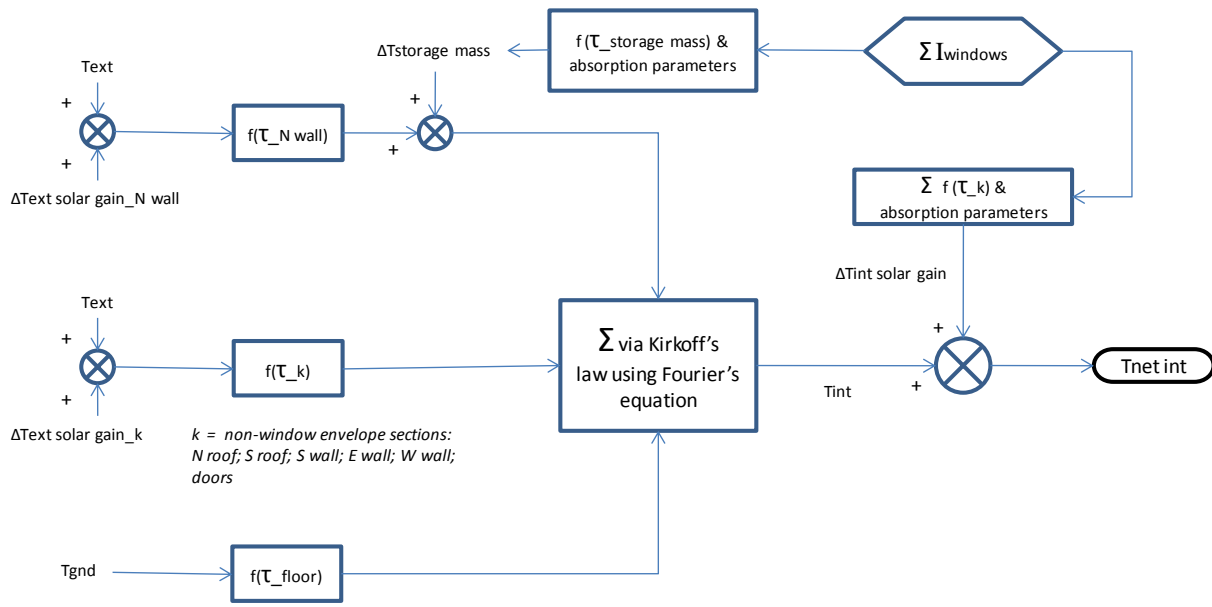 Text
+
+
ΔText solar gain_N wall
f(τ_N wall)
ΔTstorage mass
+
+
f (τ_storage mass) &
absorption parameters
Σ Iwindows
Σ f (τ_k) &
absorption parameters
ΔTint solar gain
Text
+
+
ΔText solar gain_k
f(τ_k)
k = non-window envelope sections:
N roof; S roof; S wall; E wall; W wall;
doors
Σ via Kirkoff's
law using Fourier's
equation
Tint
+
+
Tnet int
Tgnd
f(τ_floor)